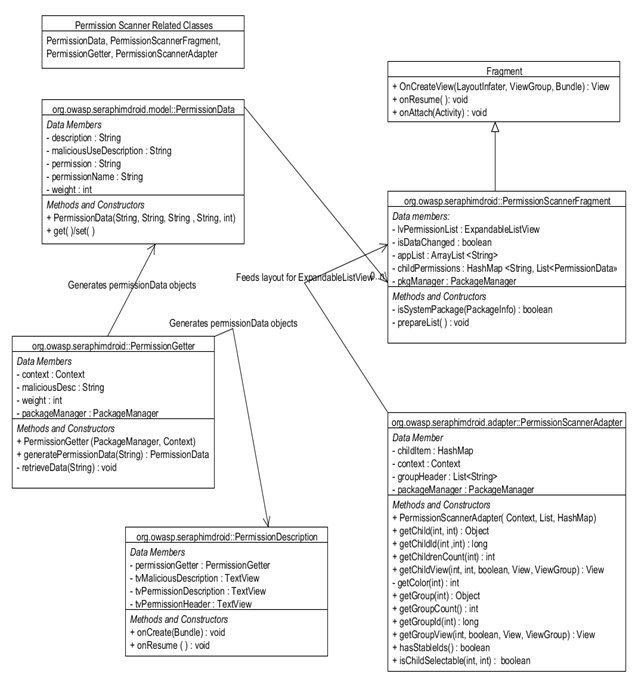 Permission Scanner Related Classes
PermissionData, PermissionScannerFragment,
PermissionGetter, PermissionScannerAdapter
Fragment
+ OnCreateView(LayoutInfater, ViewGroup, Bundle) : View
+ onResume( ): void
+ onAttach(Activity) : void
org.owasp.seraphimdroid.model::PermissionData
Data Members
- description : String
- maliciousUseDescription : String
- permission : String
- permissionName : String
- weight : int
Methods and Constructors
+ PermissionData(String, String, String , String, int)
+ get( )/set( )
org.owasp.seraphimdroid::PermissionScannerFragment
Data members:
- lvPermissionList : ExpandableListView
- isDataChanged : boolean
- appList : ArrayList <String>
- childPermissions : HashMap <String, List<PermissionData»
- pkgManager : PackageManager
Methods and Contructors
- isSystemPackage(PackageInfo) : boolean
- prepareList( ) : void
Feeds layout for ExpandableListView
Generates permissionData objects
Generates permissionData objects
org.owasp.seraphimdroid::PermissionGetter
Data Members
- context : Context
- maliciousDesc : String
- weight : int
- packageManager : PackageManager
Methods and Constructors
+ PermissionGetter (PackageManager, Context)
+ generatePermissionData(String) : PermissionData
- retrieveData(String) : void
org.owasp.seraphimdroid.adapter::PermissionScannerAdapter
Data Member
- childItem : HashMap
- context : Context
- groupHeader : List<String>
- packageManager : PackageManager
Methods and Constructors
+ PermissionScannerAdapter( Context, List, HashMap)
+ getChild(int, int) : Object
+ getChildId(int ,int) : long
+ getChildrenCount(int) : int
+ getChildView(int, int, boolean, View, ViewGroup) : View
- getColor(int) : int
+ getGroup(int) : Object
+ getGroupCount() : int
+ getGroupId(int) : long
+ getGroupView(int, boolean, View, ViewGroup) : View
+ hasStableIds() : boolean
+ isChildSelectable(int, int) : boolean
org.owasp.seraphimdroid::PermissionDescription
Data Members
- permissionGetter : PermissionGetter
- tvMaliciousDescription : TextView
- tvPermissionDescription : TextView
- tvPermissionHeader : TextView
Methods and Constructors
+ onCreate(Bundle) : void
+ onResume ( ) : void